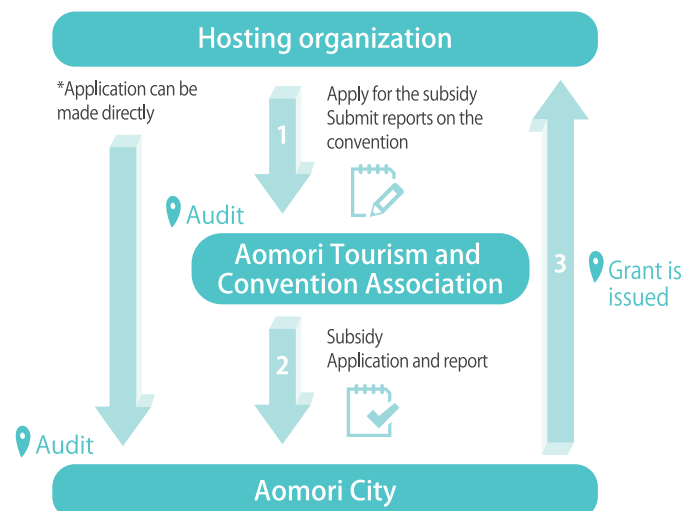 Hosting organization
*Application can be
made directly
1
Apply for the subsidy
Submit reports on the
convention
Audit
Aomori Tourism and
Convention Association
3
Grant is
issued
2
Subsidy
Application and report
Audit
Aomori City